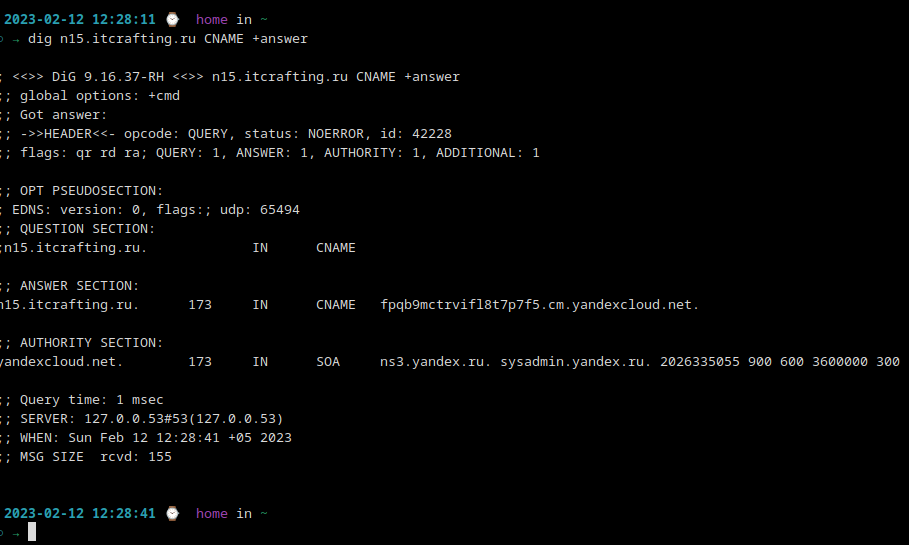 2023-02-12 12:28:11 ⌚ home in ~
→ dig n15.itcrafting.ru CNAME +answer
; <<>> DiG 9.16.37-RH <<>> n15.itcrafting.ru CNAME +answer
;; global options: +cmd
;; Got answer:
;; ->>HEADER<<- opcode: QUERY, status: NOERROR, id: 42228
;; flags: qr rd ra; QUERY: 1, ANSWER: 1, AUTHORITY: 1, ADDITIONAL: 1
;; OPT PSEUDOSECTION:
; EDNS: version: 0, flags:; udp: 65494
;; QUESTION SECTION:
;n15.itcrafting.ru. IN CNAME
;; ANSWER SECTION:
n15.itcrafting.ru. 173 IN CNAME fpqb9mctrvifl8t7p7f5.cm.yandexcloud.net.
;; AUTHORITY SECTION:
yandexcloud.net. 173 IN SOA ns3.yandex.ru. sysadmin.yandex.ru. 2026335055 900 600 3600000 300
;; Query time: 1 msec
;; SERVER: 127.0.0.53#53(127.0.0.53)
;; WHEN: Sun Feb 12 12:28:41 +05 2023
;; MSG SIZE rcvd: 155
2023-02-12 12:28:41 ⌚ home in ~
→